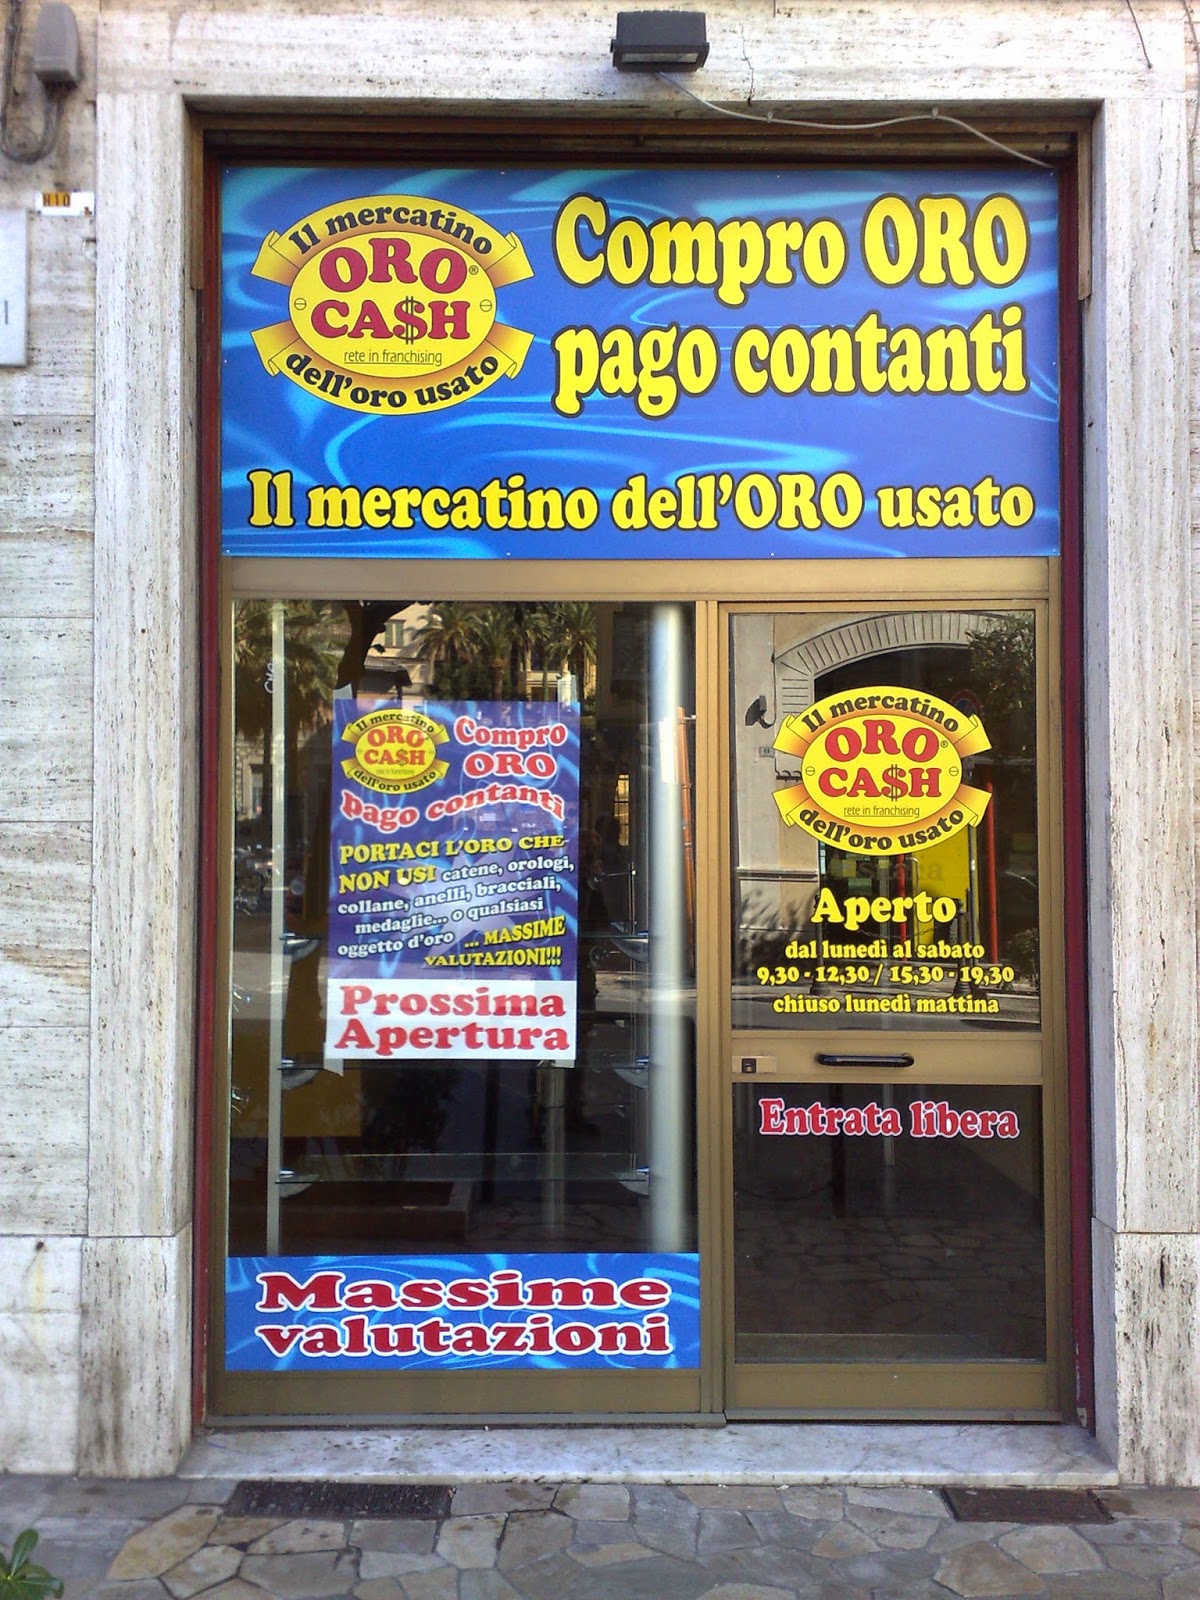 H10
Il mercatino
ORO®
CA$H
rete in franchising
dell'oro usato
Compro ORO
pago contanti
Il mercatino dell'ORO usato
Il mercatino
ORO
CA$H
rete in franchising
dell'oro usato
Compro
ORO
pago contanti
PORTACI L'ORO CHE
NON USI catene, orologi,
collane, anelli, bracciali,
medaglie... o qualsiasi
oggetto d'oro ... MASSIME
VALUTAZIONI!!!
Prossima
Apertura
Massime
valutazioni
Il mercatino
ORO®
CA$H
rete in franchising
dell'oro usato
Aperto
dal lunedì al sabato
9,30 - 12,30 / 15,30 - 19,30
chiuso lunedì mattina
Entrata libera